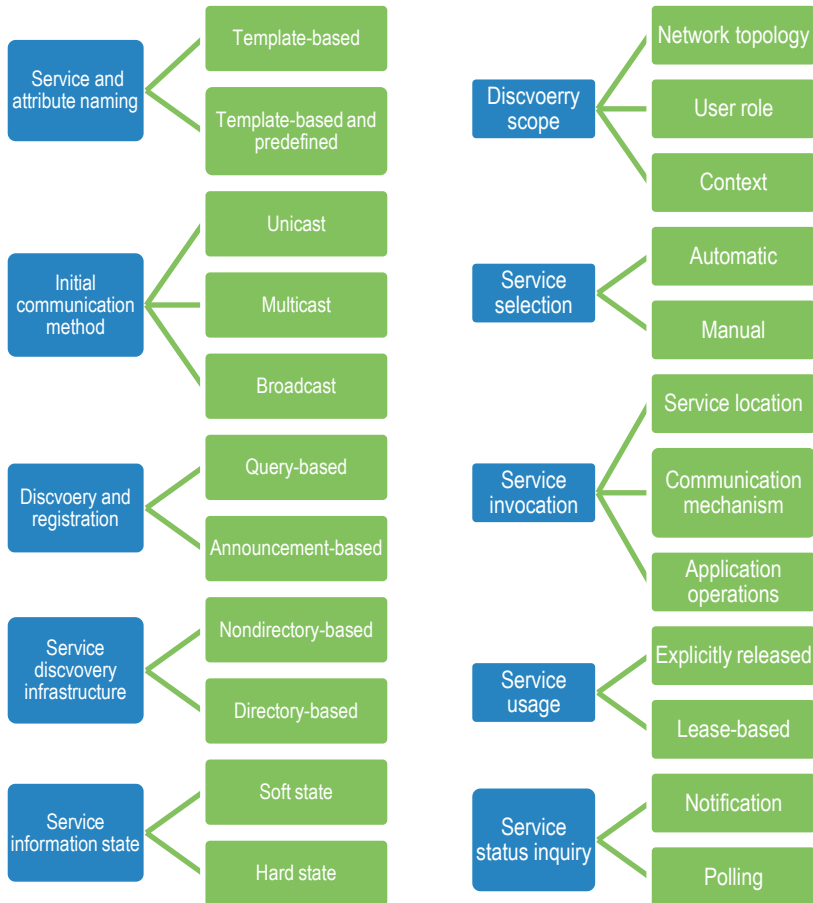 Service and
attribute naming
Template-based
Template-based and
predefined
Initial
communication
method
Unicast
Multicast
Broadcast
Discvoery and
registration
Query-based
Announcement-based
Service
discvovery
infrastructure
Nondirectory-based
Directory-based
Service
information state
Soft state
Hard state
Discvoerry
scope
Network topology
User role
Context
Service
selection
Automatic
Manual
Service
invocation
Service location
Communication
mechanism
Application
operations
Service
usage
Explicitly released
Lease-based
Service
status inquiry
Notification
Polling